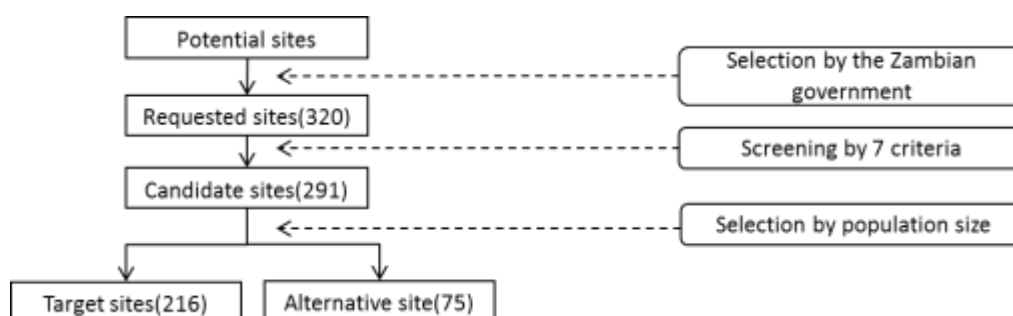 Potential sites
Selection by the Zambian
government
Requested sites(320)
Screening by 7 criteria
Candidate sites(291)
Selection by population size
Target sites(216)
Alternative site(75)